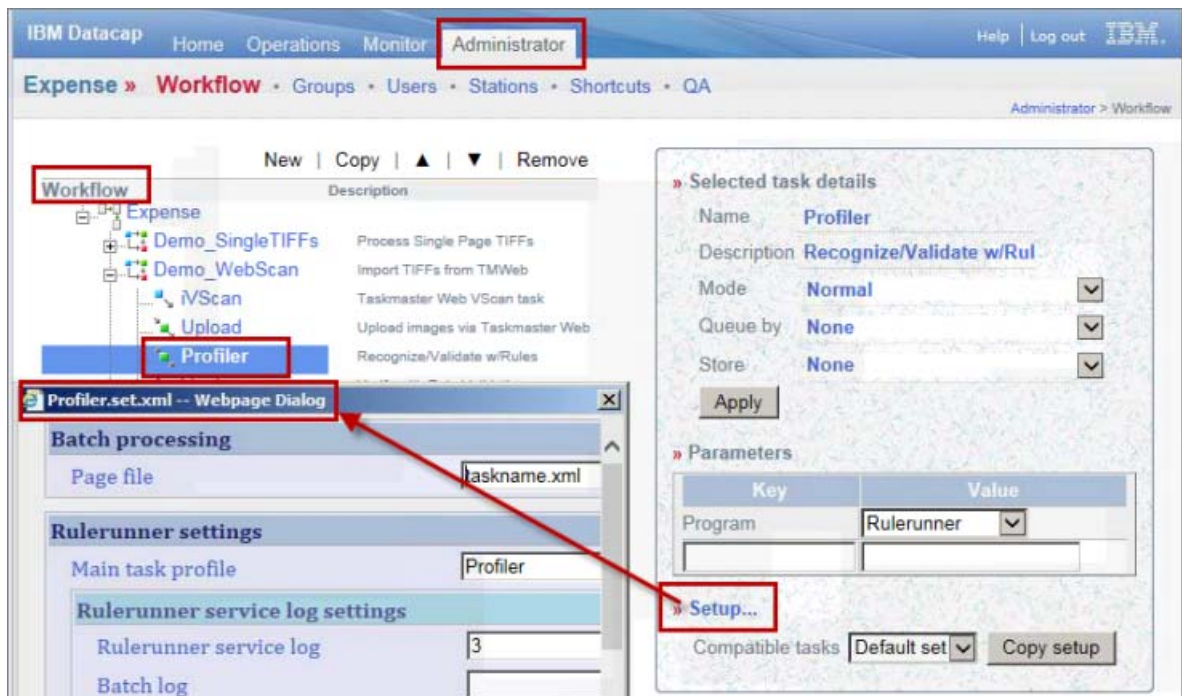 IBM Datacap Home Operations Monitor Administrator Help | Log out IBM.
Expense » Workflow · Groups · Users · Stations · Shortcuts · QA
Administrator > Workflow
New | Copy | ▲ | ▼ | Remove
Workflow Description
Expense
Demo_SingleTIFFs Process Single Page TIFFs
Demo_WebScan Import TIFFs from TMWeb
iVScan Taskmaster Web VScan task
Upload Upload images via Taskmaster Web
Profiler Recognize/Validate w/Rules
Profiler.set.xml -- Webpage Dialog
Batch processing
Page file taskname.xml
Rulerunner settings
Main task profile Profiler
Rulerunner service log settings
Rulerunner service log 3
Batch log
» Selected task details
Name Profiler
Description Recognize/Validate w/Rul
Mode Normal
Queue by None
Store None
Apply
» Parameters
Key Value
Program Rulerunner
» Setup...
Compatible tasks Default set Copy setup